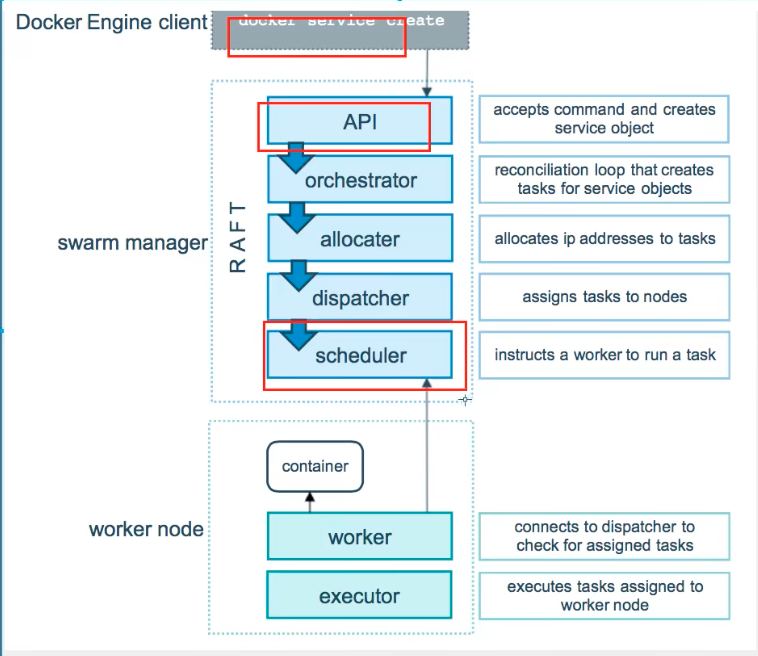 Docker Engine client
docker service create
API
accepts command and creates
service object
orchestrator
reconciliation loop that creates
tasks for service objects
swarm manager
RAFT
allocater
allocates ip addresses to tasks
dispatcher
assigns tasks to nodes
scheduler
instructs a worker to run a task
container
worker node
worker
connects to dispatcher to
check for assigned tasks
executor
executes tasks assigned to
worker node